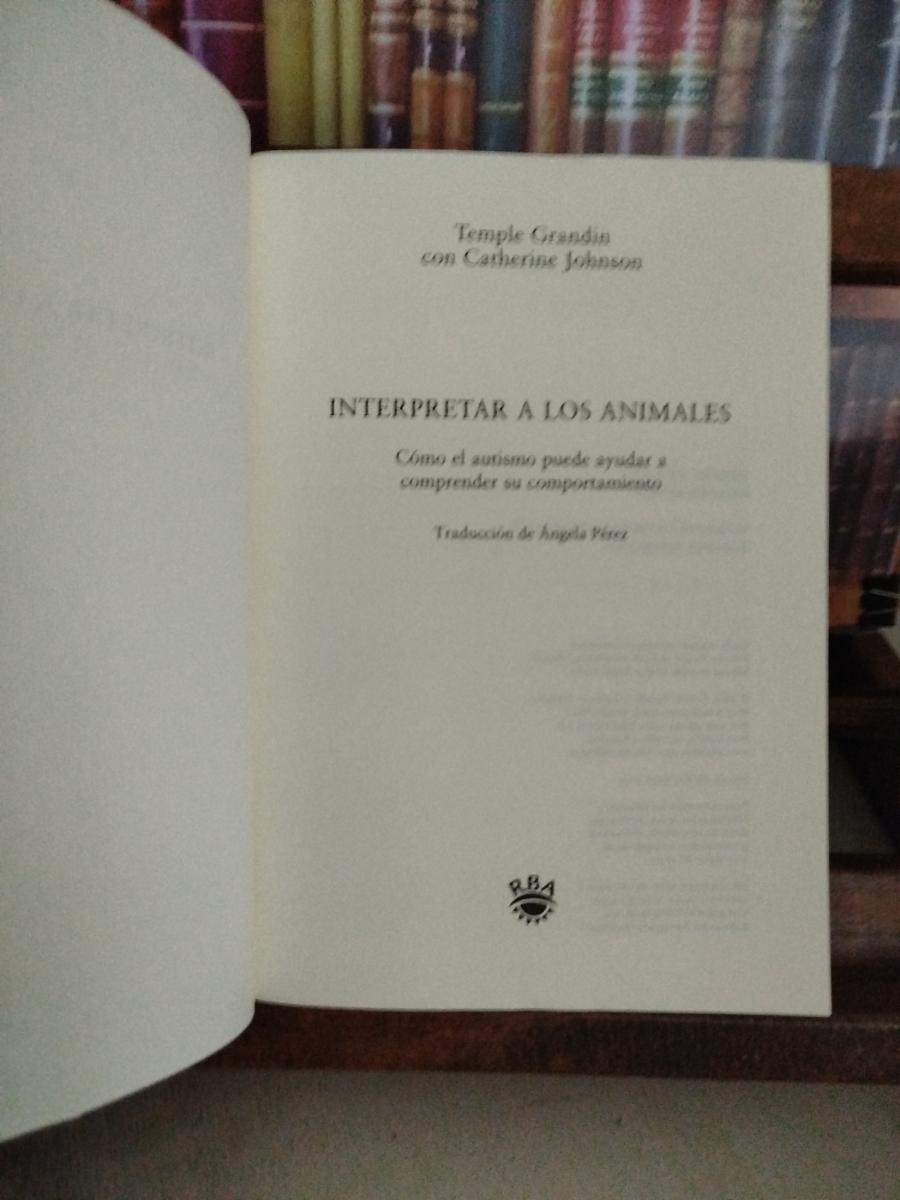 Temple Grandin
con Catherine Johnson
INTERPRETAR A LOS ANIMALES
Cómo el autismo puede ayudar a
comprender su comportamiento
Traducción de Ángela Pérez
RBA